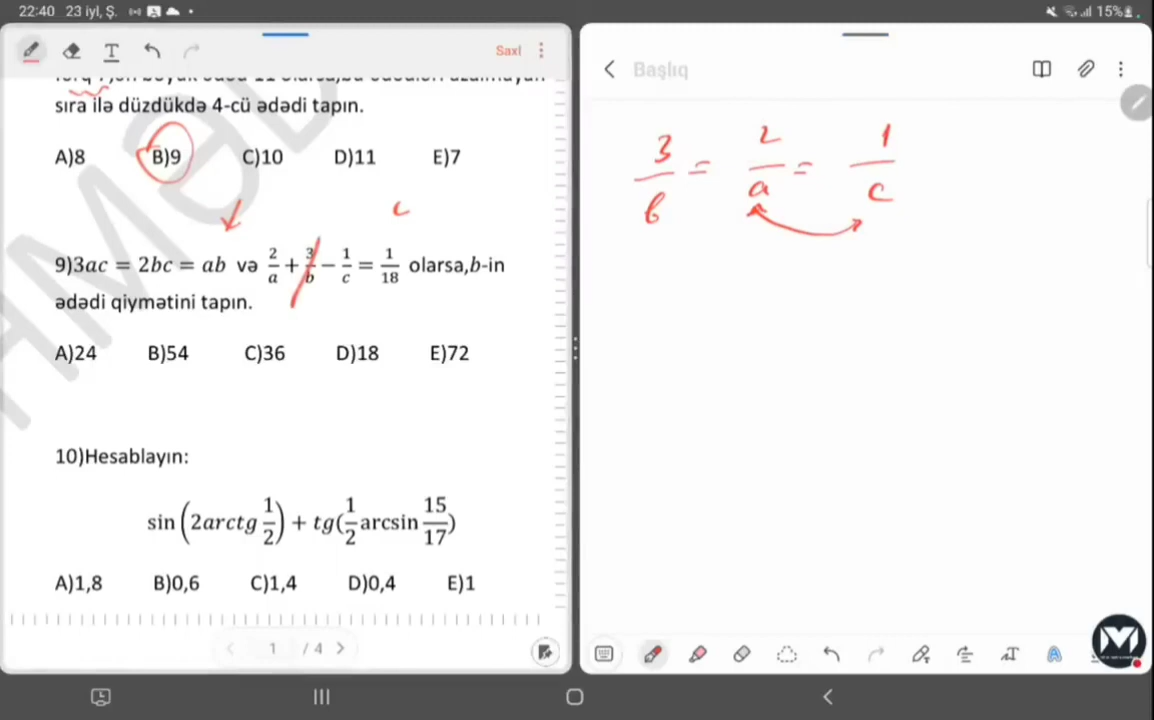 22:40 23 iyl, Ş. 15%
Saxl
sıra ilə düzdükdə 4-cü ədədi tapın.
A)8 B)9 C)10 D)11 E)7
9)3ac = 2bc = ab və 2/a + 3/b − 1/c = 1/18 olarsa,b-in
ədədi qiymətini tapın.
A)24 B)54 C)36 D)18 E)72
10)Hesablayın:
sin(2arctg 1/2) + tg(1/2 arcsin 15/17)
A)1,8 B)0,6 C)1,4 D)0,4 E)1
1 / 4
Başlıq
3/b = 2/a = 1/c